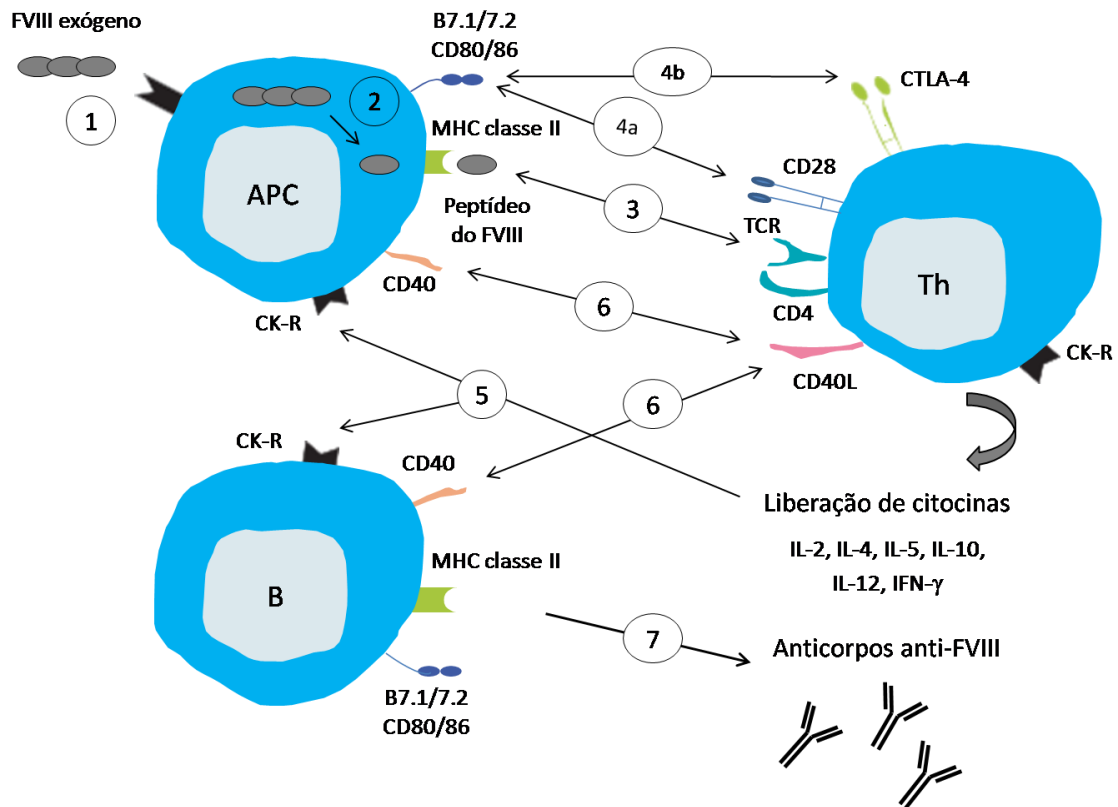 FVIII exógeno
1
2
APC
B7.1/7.2
CD80/86
MHC classe II
Peptídeo
do FVIII
CD40
CK-R
4b
4a
3
6
CTLA-4
CD28
TCR
CD4
CD40L
Th
CK-R
5
6
CK-R
CD40
B
MHC classe II
B7.1/7.2
CD80/86
Liberação de citocinas
IL-2, IL-4, IL-5, IL-10,
IL-12, IFN-γ
7
Anticorpos anti-FVIII